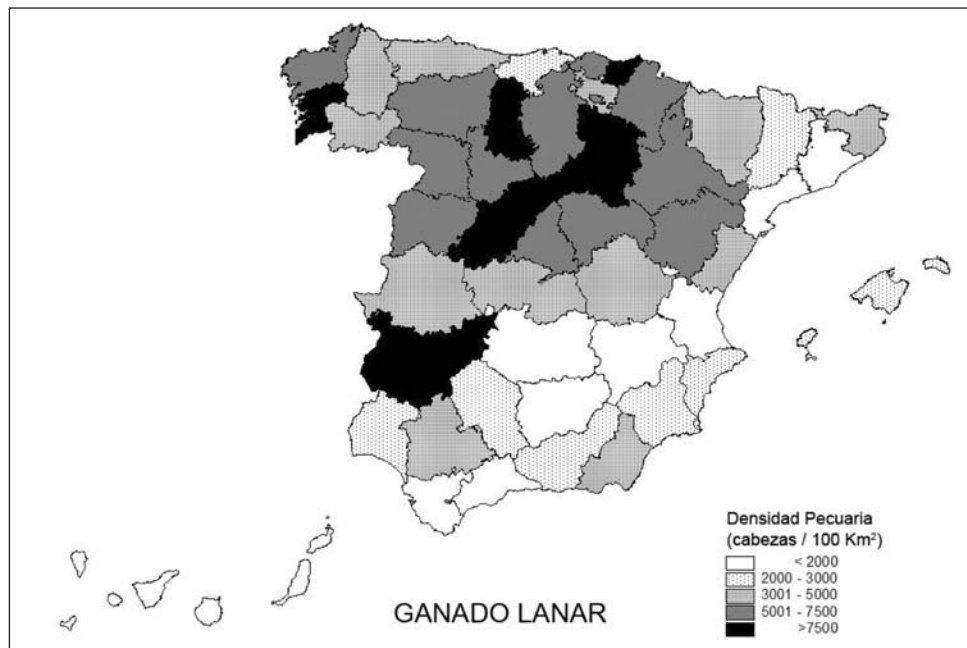 Densidad Pecuaria
(cabezas / 100 Km²)
< 2000
2000 - 3000
3001 - 5000
5001 - 7500
>7500
GANADO LANAR